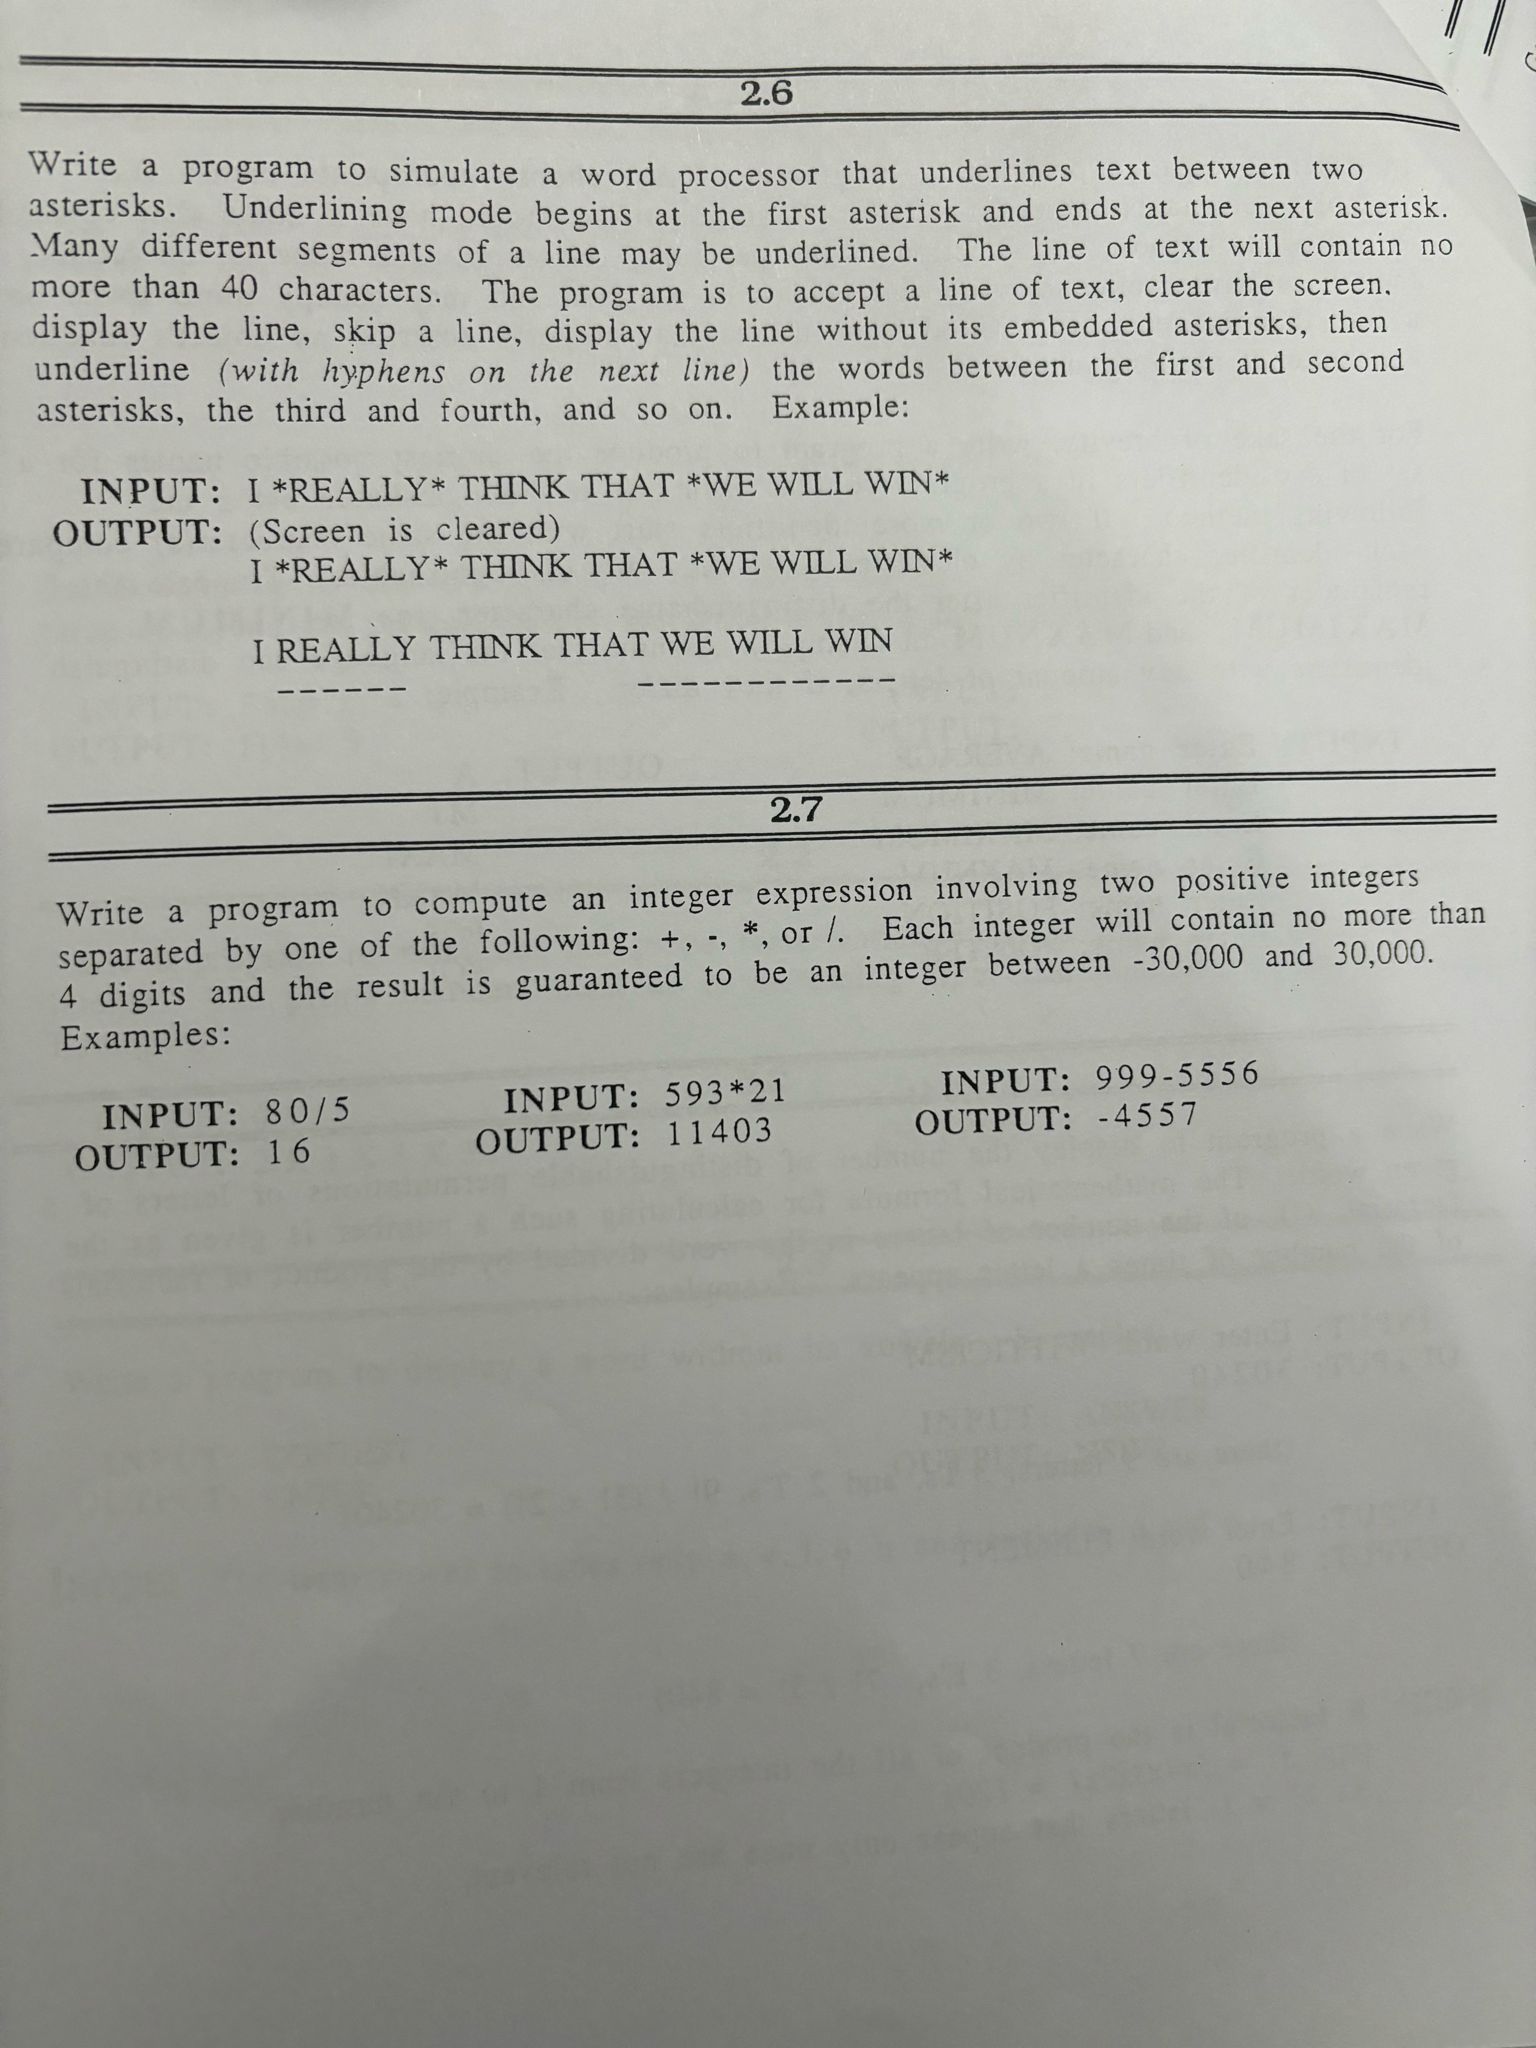 2.6
Write a program to simulate a word processor that underlines text between two
asterisks. Underlining mode begins at the first asterisk and ends at the next asterisk.
Many different segments of a line may be underlined. The line of text will contain no
more than 40 characters. The program is to accept a line of text, clear the screen.
display the line, skip a line, display the line without its embedded asterisks, then
underline (with hyphens on the next line) the words between the first and second
asterisks, the third and fourth, and so on. Example:
INPUT: I *REALLY* THINK THAT *WE WILL WIN*
OUTPUT: (Screen is cleared)
I *REALLY* THINK THAT *WE WILL WIN*
I REALLY THINK THAT WE WILL WIN
------ ------------
2.7
Write a program to compute an integer expression involving two positive integers
separated by one of the following: +, -, *, or /. Each integer will contain no more than
4 digits and the result is guaranteed to be an integer between -30,000 and 30,000.
Examples:
INPUT: 80/5 INPUT: 593*21 INPUT: 999-5556
OUTPUT: 16 OUTPUT: 11403 OUTPUT: -4557